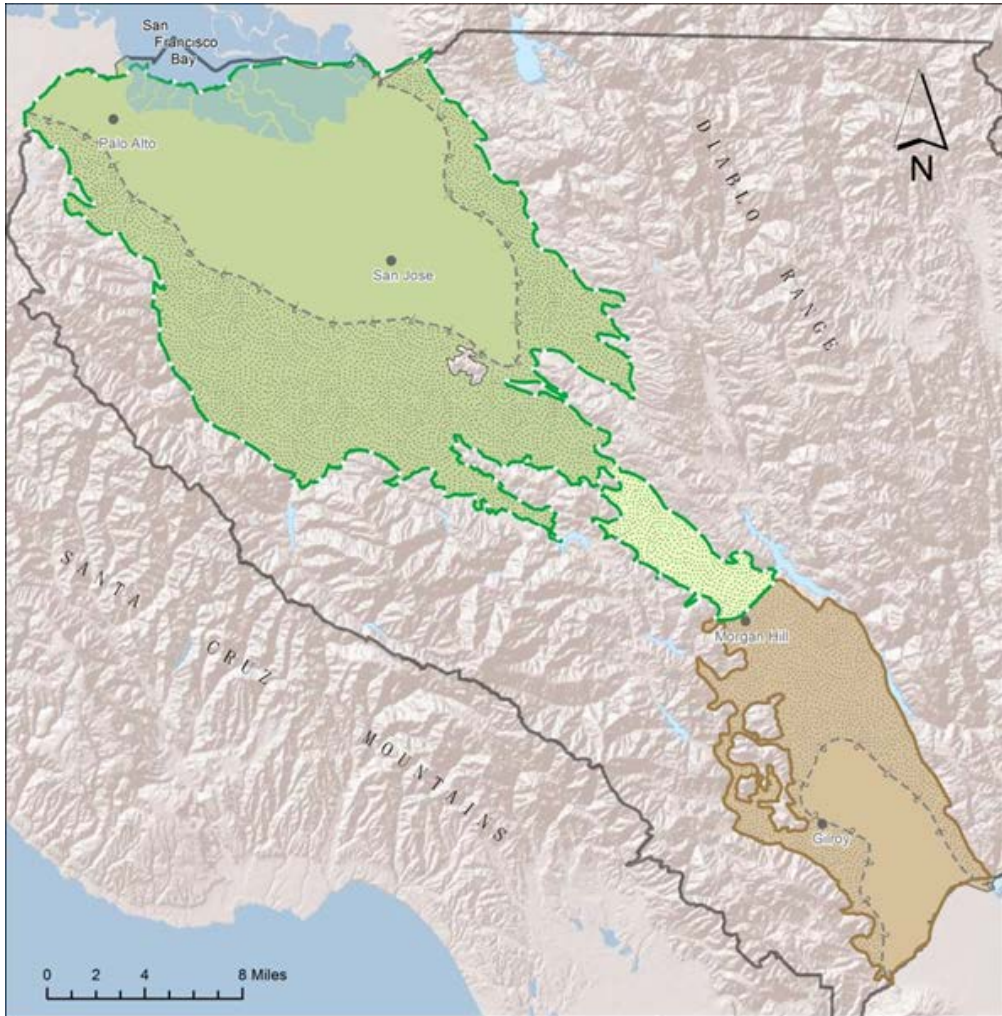 San
Francisco
Bay
Palo Alto
DIABLO
RANGE
N
San Jose
SANTA
CRUZ
MOUNTAINS
Morgan Hill
Gilroy
0 2 4 8 Miles